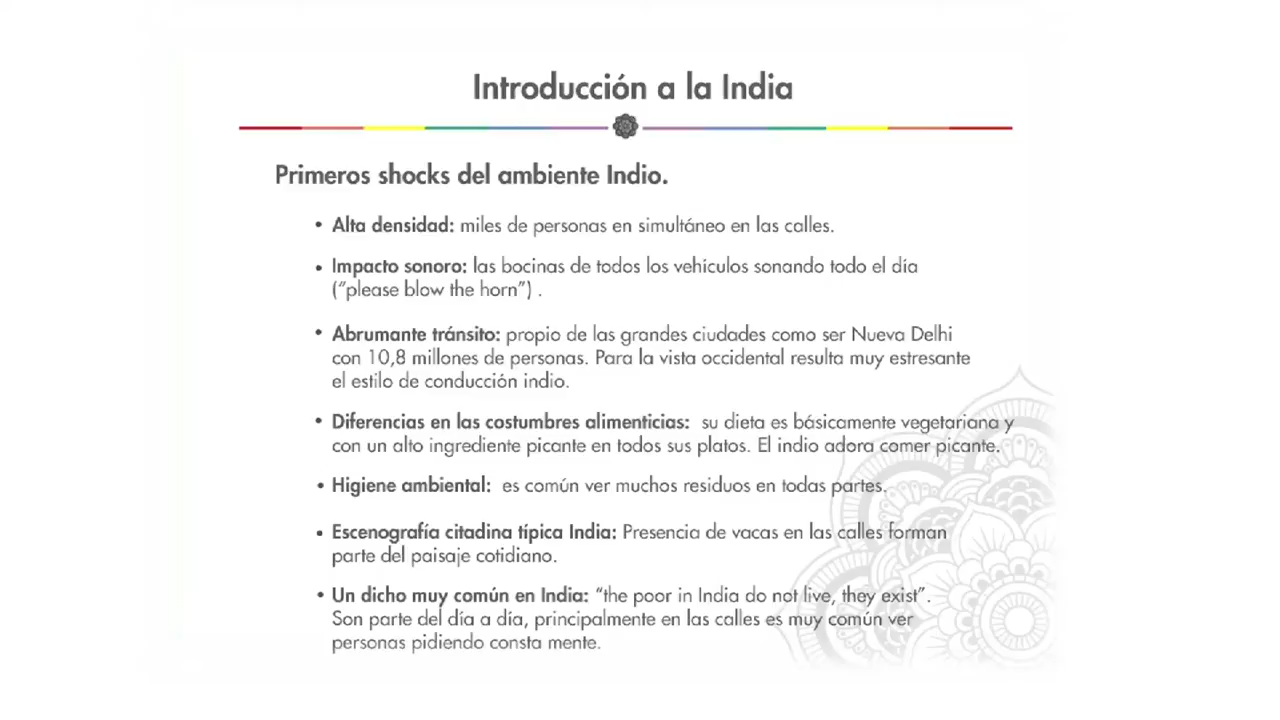 Introducción a la India
Primeros shocks del ambiente Indio.
• Alta densidad: miles de personas en simultáneo en las calles.
• Impacto sonoro: las bocinas de todos los vehículos sonando todo el día
("please blow the horn") .
• Abrumante tránsito: propio de las grandes ciudades como ser Nueva Delhi
con 10,8 millones de personas. Para la vista occidental resulta muy estresante
el estilo de conducción indio.
• Diferencias en las costumbres alimenticias: su dieta es básicamente vegetariana y
con un alto ingrediente picante en todos sus platos. El indio adora comer picante.
• Higiene ambiental: es común ver muchos residuos en todas partes.
• Escenografía citadina típica India: Presencia de vacas en las calles forman
parte del paisaje cotidiano.
• Un dicho muy común en India: "the poor in India do not live, they exist".
Son parte del día a día, principalmente en las calles es muy común ver
personas pidiendo consta mente.